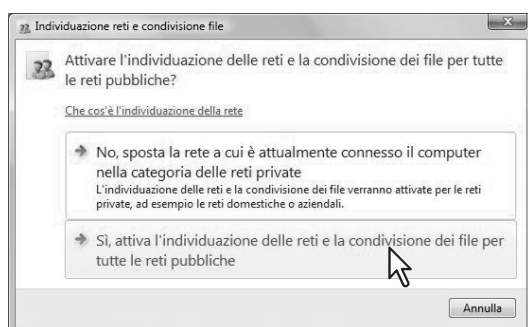 Individuazione reti e condivisione file
Attivare l'individuazione delle reti e la condivisione dei file per tutte
le reti pubbliche?
Che cos'è l'individuazione della rete
No, sposta la rete a cui è attualmente connesso il computer
nella categoria delle reti private
L'individuazione delle reti e la condivisione dei file verranno attivate per le reti
private, ad esempio le reti domestiche o aziendali.
Sì, attiva l'individuazione delle reti e la condivisione dei file per
tutte le reti pubbliche
Annulla